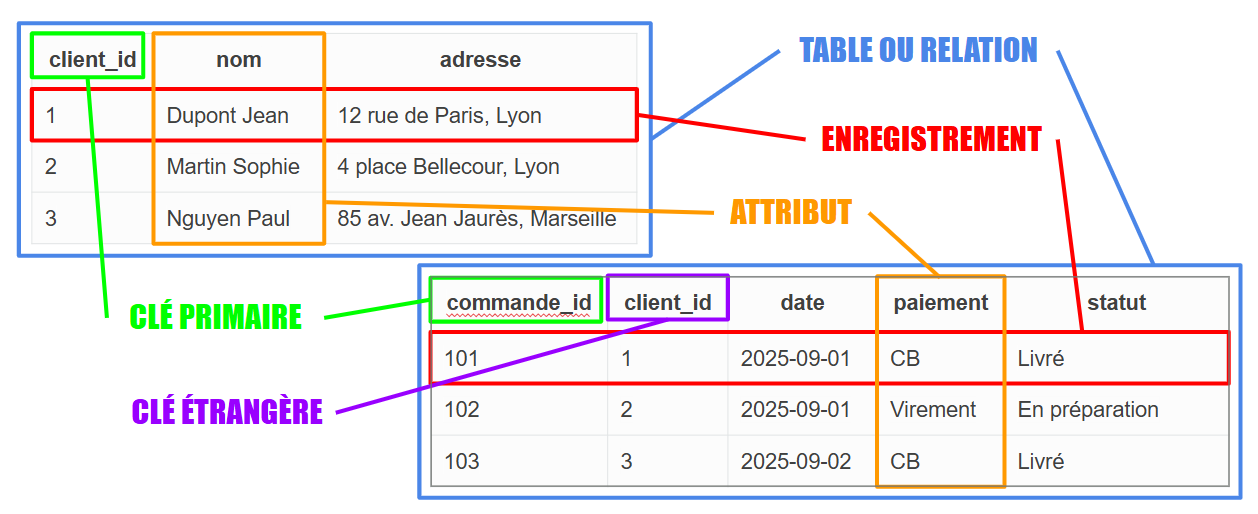 client_id nom adresse
1 Dupont Jean 12 rue de Paris, Lyon
2 Martin Sophie 4 place Bellecour, Lyon
3 Nguyen Paul 85 av. Jean Jaurès, Marseille
TABLE OU RELATION
ENREGISTREMENT
ATTRIBUT
CLÉ PRIMAIRE
CLÉ ÉTRANGÈRE
commande_id client_id date paiement statut
101 1 2025-09-01 CB Livré
102 2 2025-09-01 Virement En préparation
103 3 2025-09-02 CB Livré